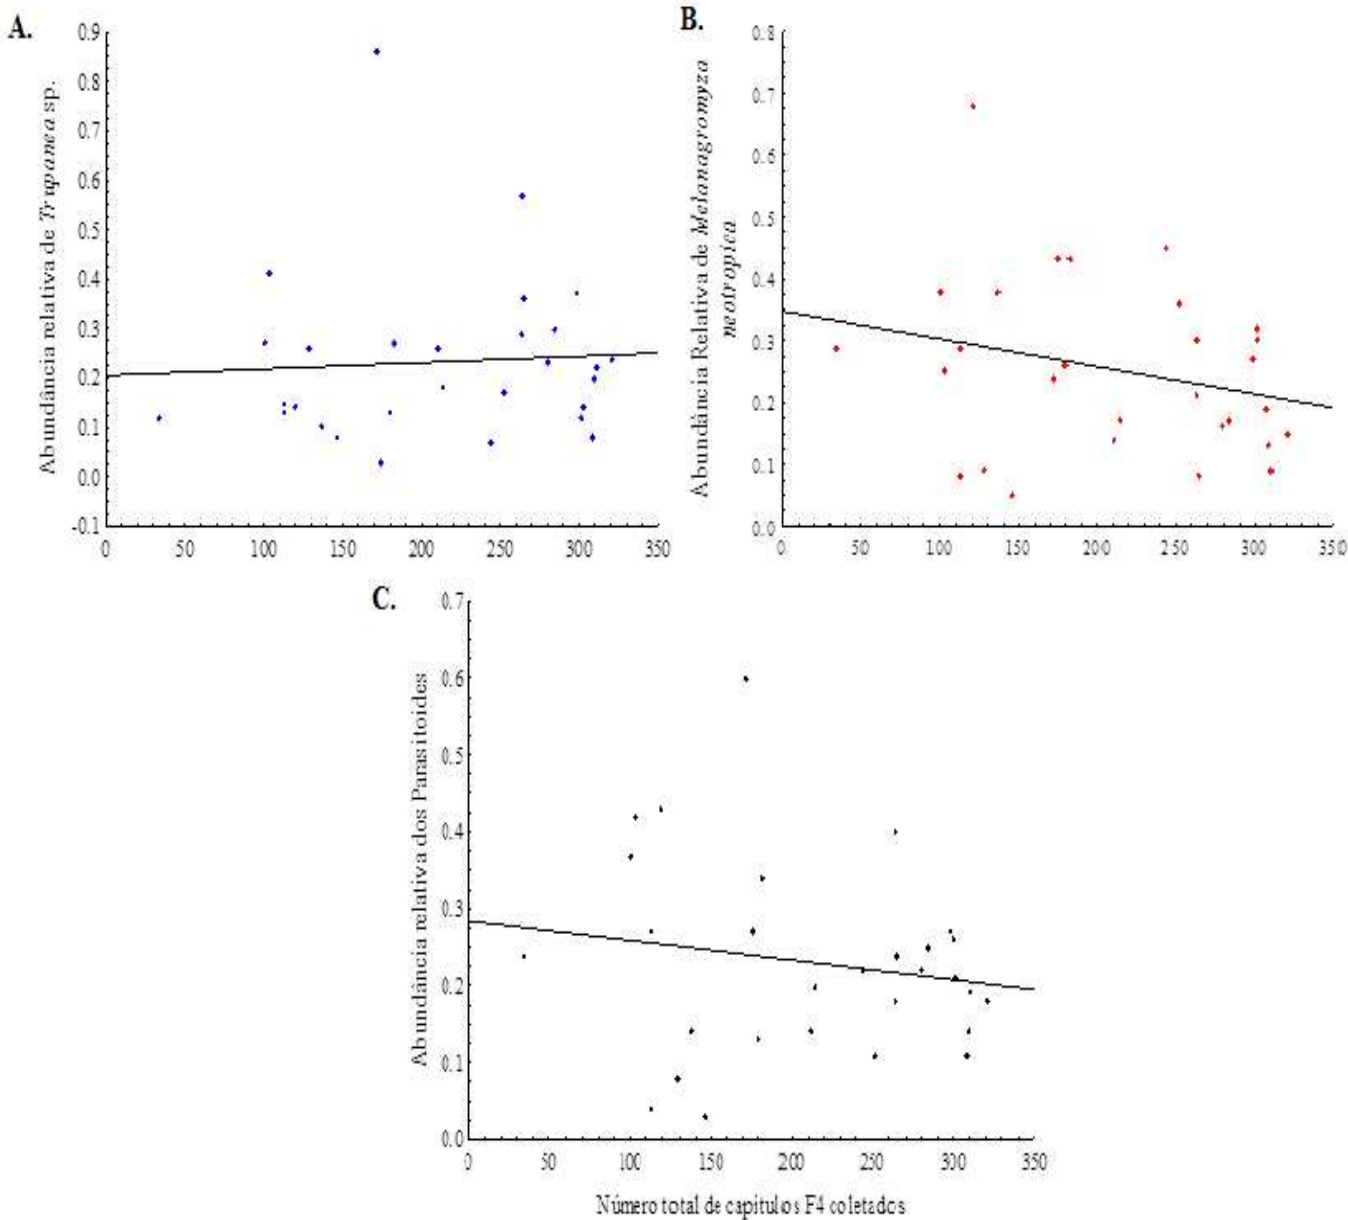 A.
Abundância relativa de Trupanea sp.
0.9
0.8
0.7
0.6
0.5
0.4
0.3
0.2
0.1
0.0
-0.1
0 50 100 150 200 250 300 350
B.
Abundância Relativa de Melanagromyza
neotropica
0.8
0.7
0.6
0.5
0.4
0.3
0.2
0.1
0.0
0 50 100 150 200 250 300 350
C.
Abundância relativa dos Parasitoides
0.7
0.6
0.5
0.4
0.3
0.2
0.1
0.0
0 50 100 150 200 250 300 350
Número total de capítulos F4 coletados